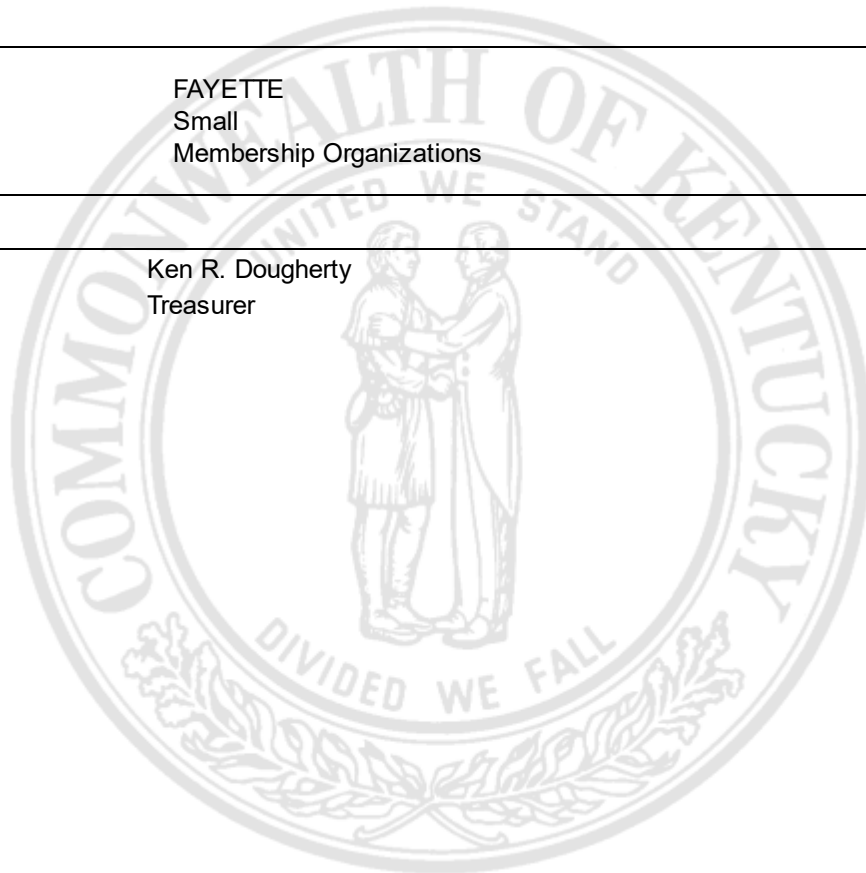 FAYETTE
Small
Membership Organizations
Ken R. Dougherty
Treasurer
COMMONWEALTH OF KENTUCKY
UNITED WE STAND
DIVIDED WE FALL